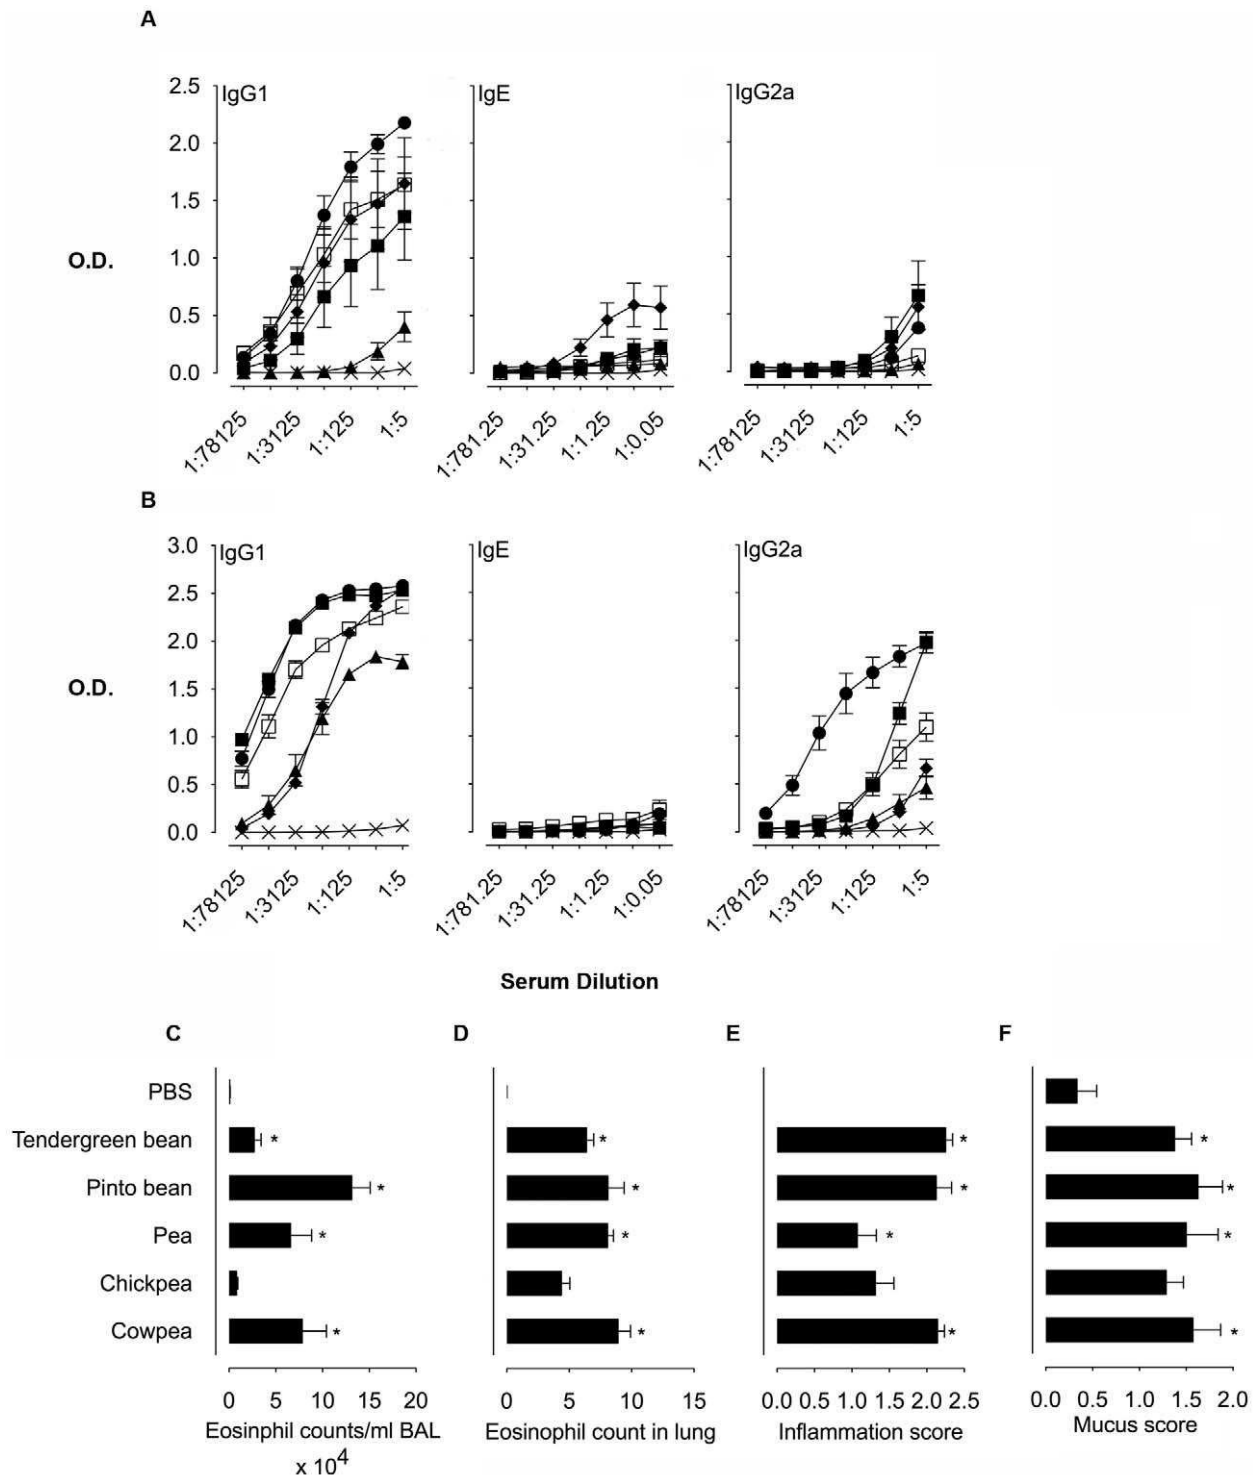 A
IgG1 IgE IgG2a
2.5
2.0
1.5
1.0
0.5
0.0
O.D.
1:78125 1:3125 1:125 1:5 1:781.25 1:31.25 1:1.25 1:0.05 1:78125 1:3125 1:125 1:5
B
IgG1 IgE IgG2a
3.0
2.5
2.0
1.5
1.0
0.5
0.0
O.D.
1:78125 1:3125 1:125 1:5 1:781.25 1:31.25 1:1.25 1:0.05 1:78125 1:3125 1:125 1:5
Serum Dilution
C D E F
PBS
Tendergreen bean * * * *
Pinto bean * * * *
Pea * * * *
Chickpea
Cowpea * * * *
0 5 10 15 20 0 5 10 15 0.0 0.5 1.0 1.5 2.0 2.5 0.0 0.5 1.0 1.5 2.0
Eosinphil counts/ml BAL Eosinophil count in lung Inflammation score Mucus score
x 10⁴